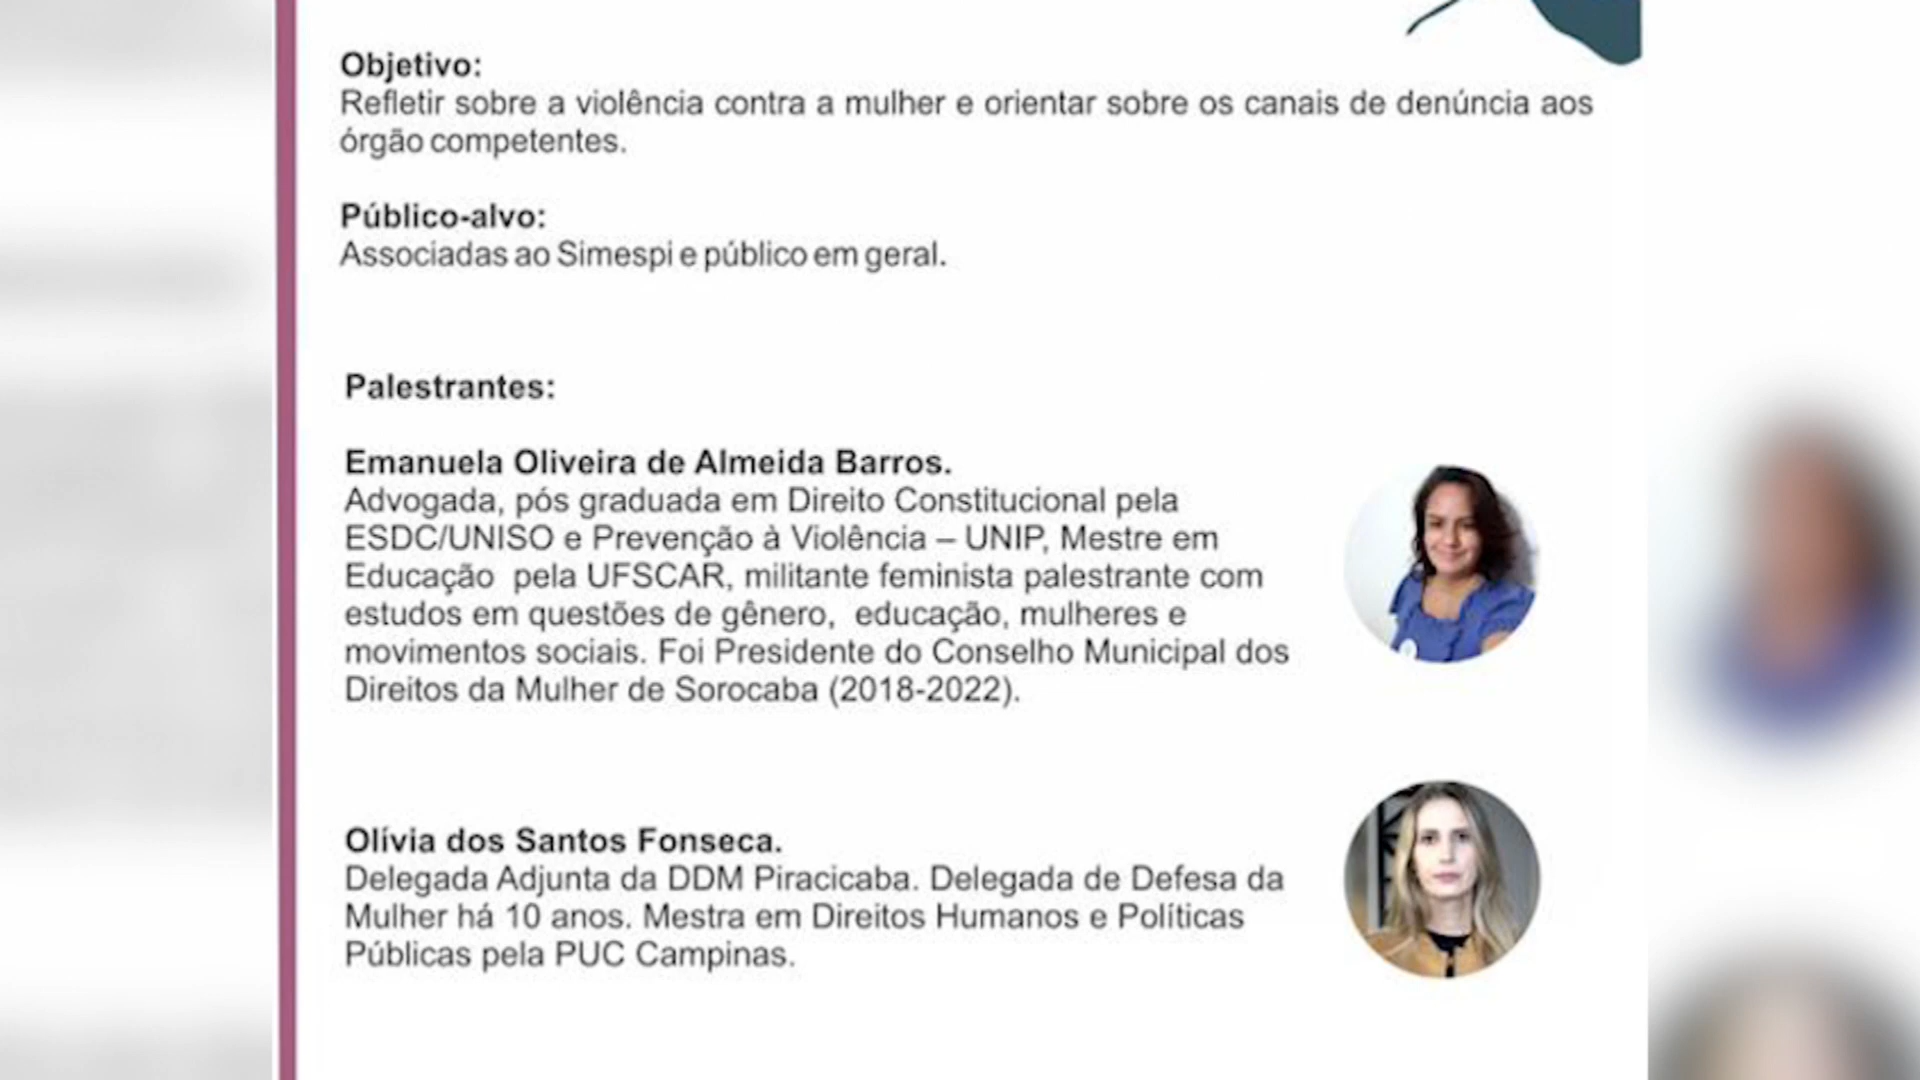 Objetivo:
Refletir sobre a violência contra a mulher e orientar sobre os canais de denúncia aos
órgão competentes.
Público-alvo:
Associadas ao Simespi e público em geral.
Palestrantes:
Emanuela Oliveira de Almeida Barros.
Advogada, pós graduada em Direito Constitucional pela
ESDC/UNISO e Prevenção à Violência – UNIP, Mestre em
Educação pela UFSCAR, militante feminista palestrante com
estudos em questões de gênero, educação, mulheres e
movimentos sociais. Foi Presidente do Conselho Municipal dos
Direitos da Mulher de Sorocaba (2018-2022).
Olívia dos Santos Fonseca.
Delegada Adjunta da DDM Piracicaba. Delegada de Defesa da
Mulher há 10 anos. Mestra em Direitos Humanos e Políticas
Públicas pela PUC Campinas.